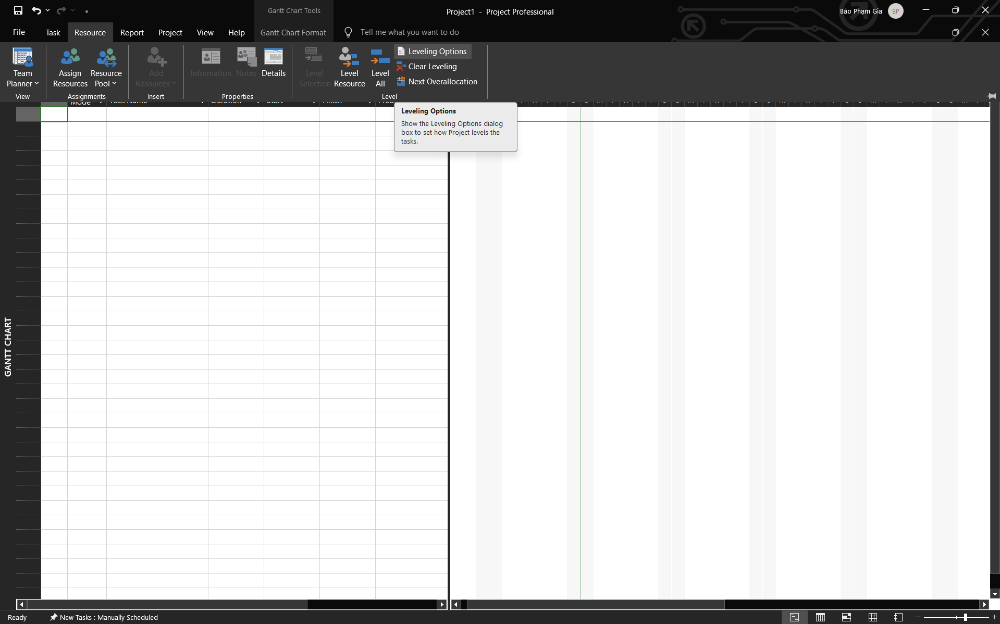 Gantt Chart Tools
Project1 - Project Professional
Bảo Phạm Gia
BP
File
Task
Resource
Report
Project
View
Help
Gantt Chart Format
Tell me what you want to do
Team
Planner
View
Assign
Resources
Resource
Pool
Assignments
Add
Resources
Insert
Information
Notes
Details
Properties
Level
Selection
Level
Resource
Level
All
Leveling Options
Clear Leveling
Next Overallocation
Level
Mode
Task Name
Duration
Start
Finish
Leveling Options
Show the Leveling Options dialog
box to set how Project levels the
tasks.
GANTT CHART
Ready
New Tasks : Manually Scheduled